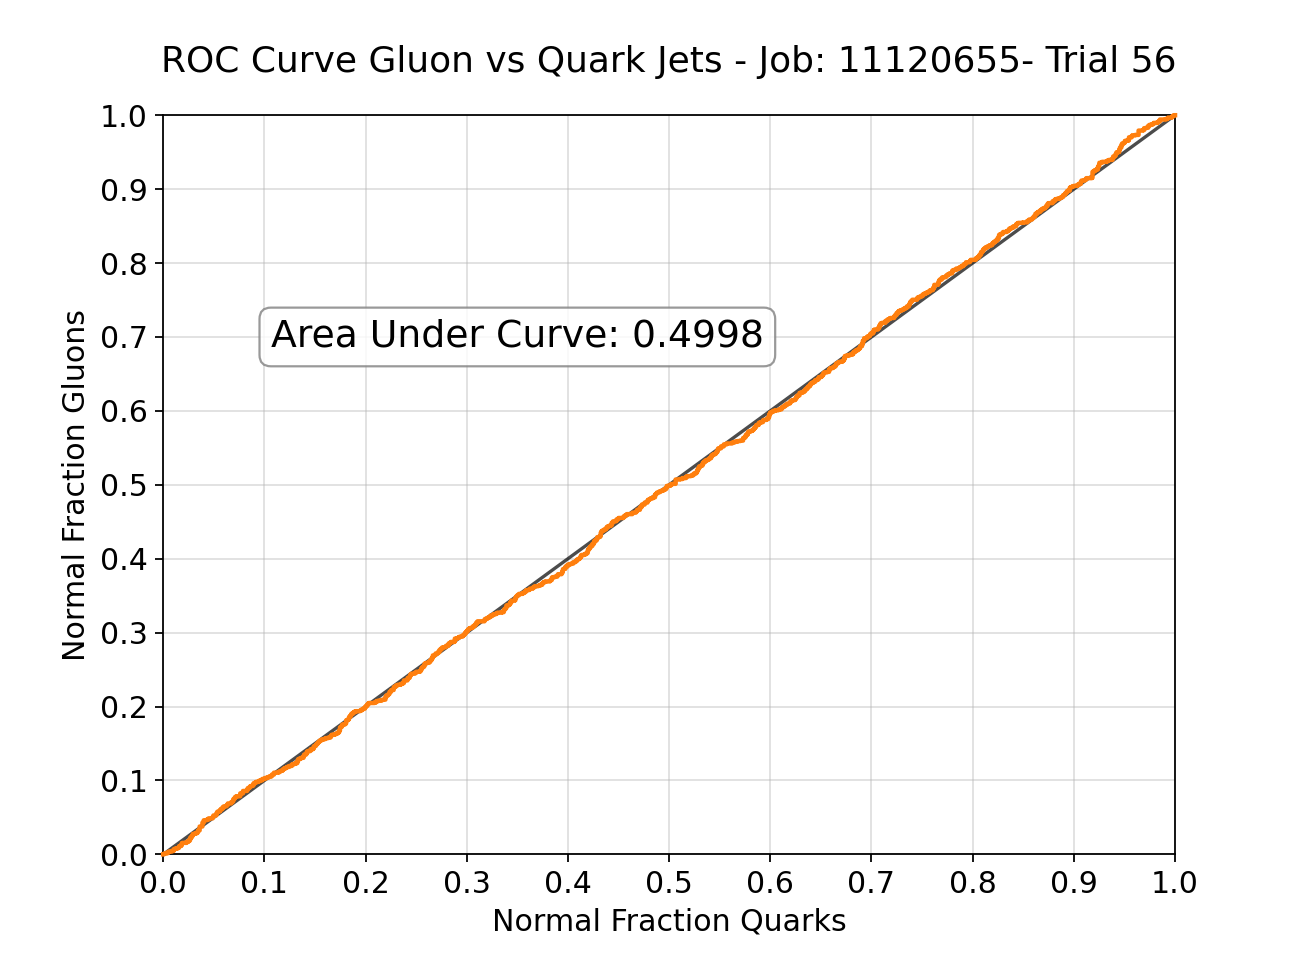 ROC Curve Gluon vs Quark Jets - Job: 11120655- Trial 56
1.0
0.9
0.8
0.7
0.6
0.5
0.4
0.3
0.2
0.1
0.0
Normal Fraction Gluons
Area Under Curve: 0.4998
0.0 0.1 0.2 0.3 0.4 0.5 0.6 0.7 0.8 0.9 1.0
Normal Fraction Quarks